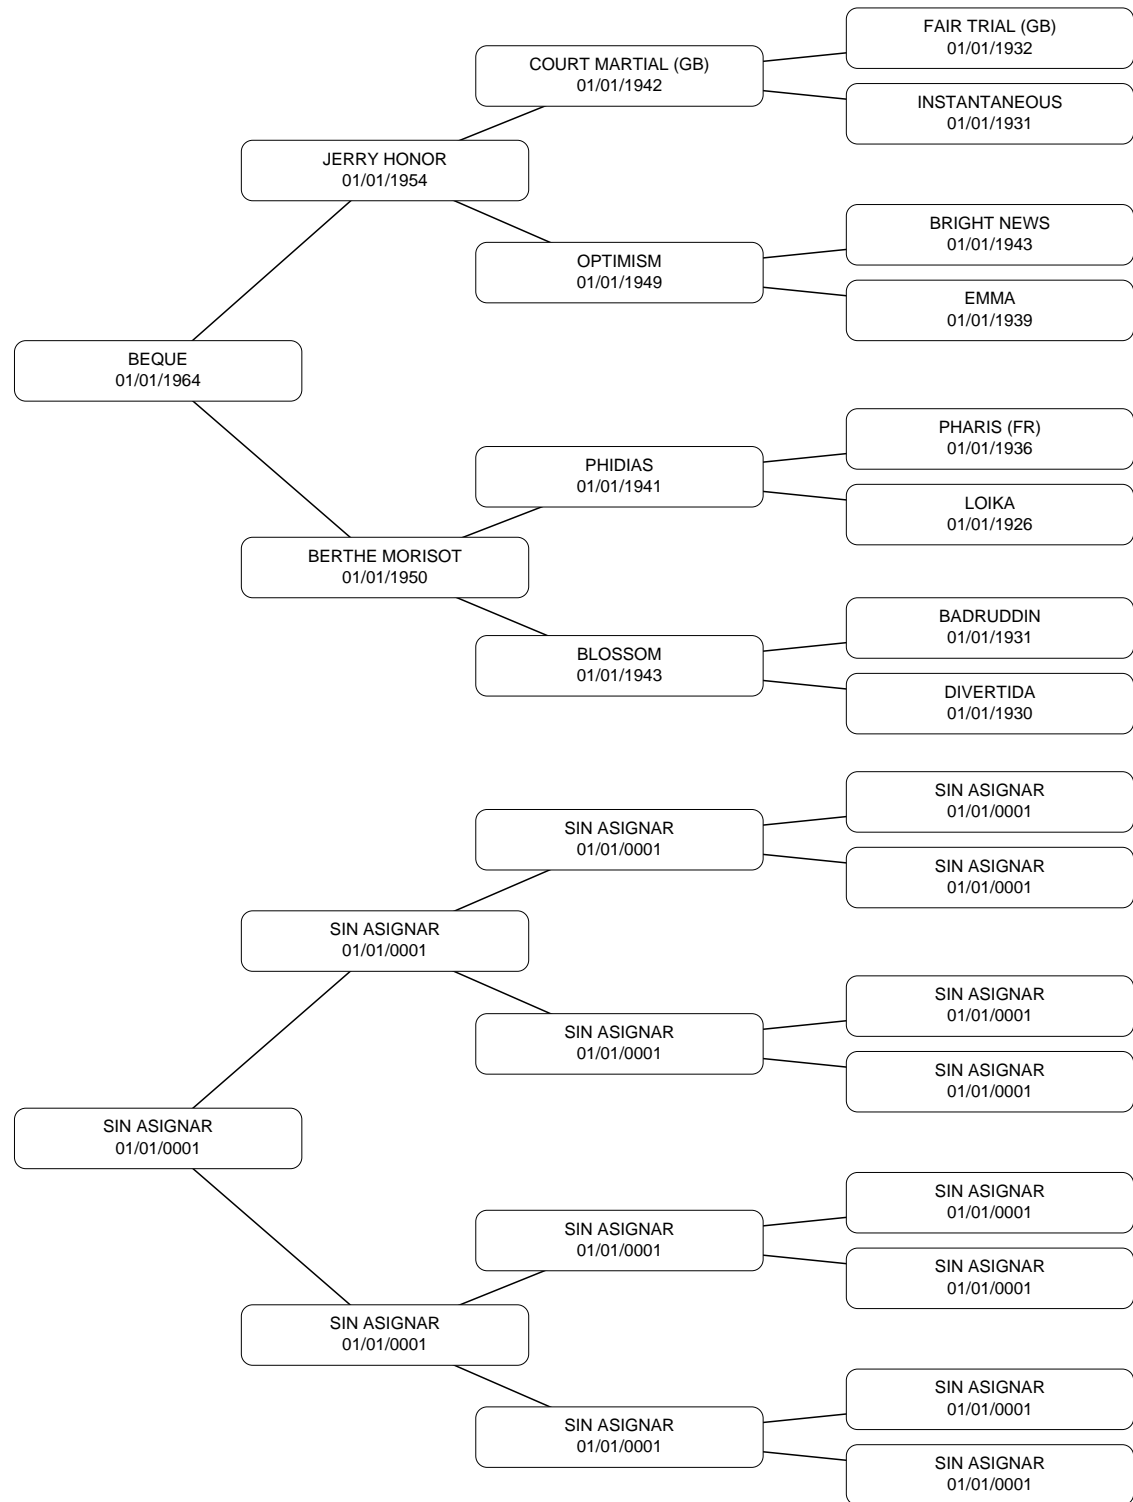 FAIR TRIAL (GB)
01/01/1932
COURT MARTIAL (GB)
01/01/1942
INSTANTANEOUS
01/01/1931
JERRY HONOR
01/01/1954
BRIGHT NEWS
01/01/1943
OPTIMISM
01/01/1949
EMMA
01/01/1939
BEQUE
01/01/1964
PHARIS (FR)
01/01/1936
PHIDIAS
01/01/1941
LOIKA
01/01/1926
BERTHE MORISOT
01/01/1950
BADRUDDIN
01/01/1931
BLOSSOM
01/01/1943
DIVERTIDA
01/01/1930
SIN ASIGNAR
01/01/0001
SIN ASIGNAR
01/01/0001
SIN ASIGNAR
01/01/0001
SIN ASIGNAR
01/01/0001
SIN ASIGNAR
01/01/0001
SIN ASIGNAR
01/01/0001
SIN ASIGNAR
01/01/0001
SIN ASIGNAR
01/01/0001
SIN ASIGNAR
01/01/0001
SIN ASIGNAR
01/01/0001
SIN ASIGNAR
01/01/0001
SIN ASIGNAR
01/01/0001
SIN ASIGNAR
01/01/0001
SIN ASIGNAR
01/01/0001
SIN ASIGNAR
01/01/0001